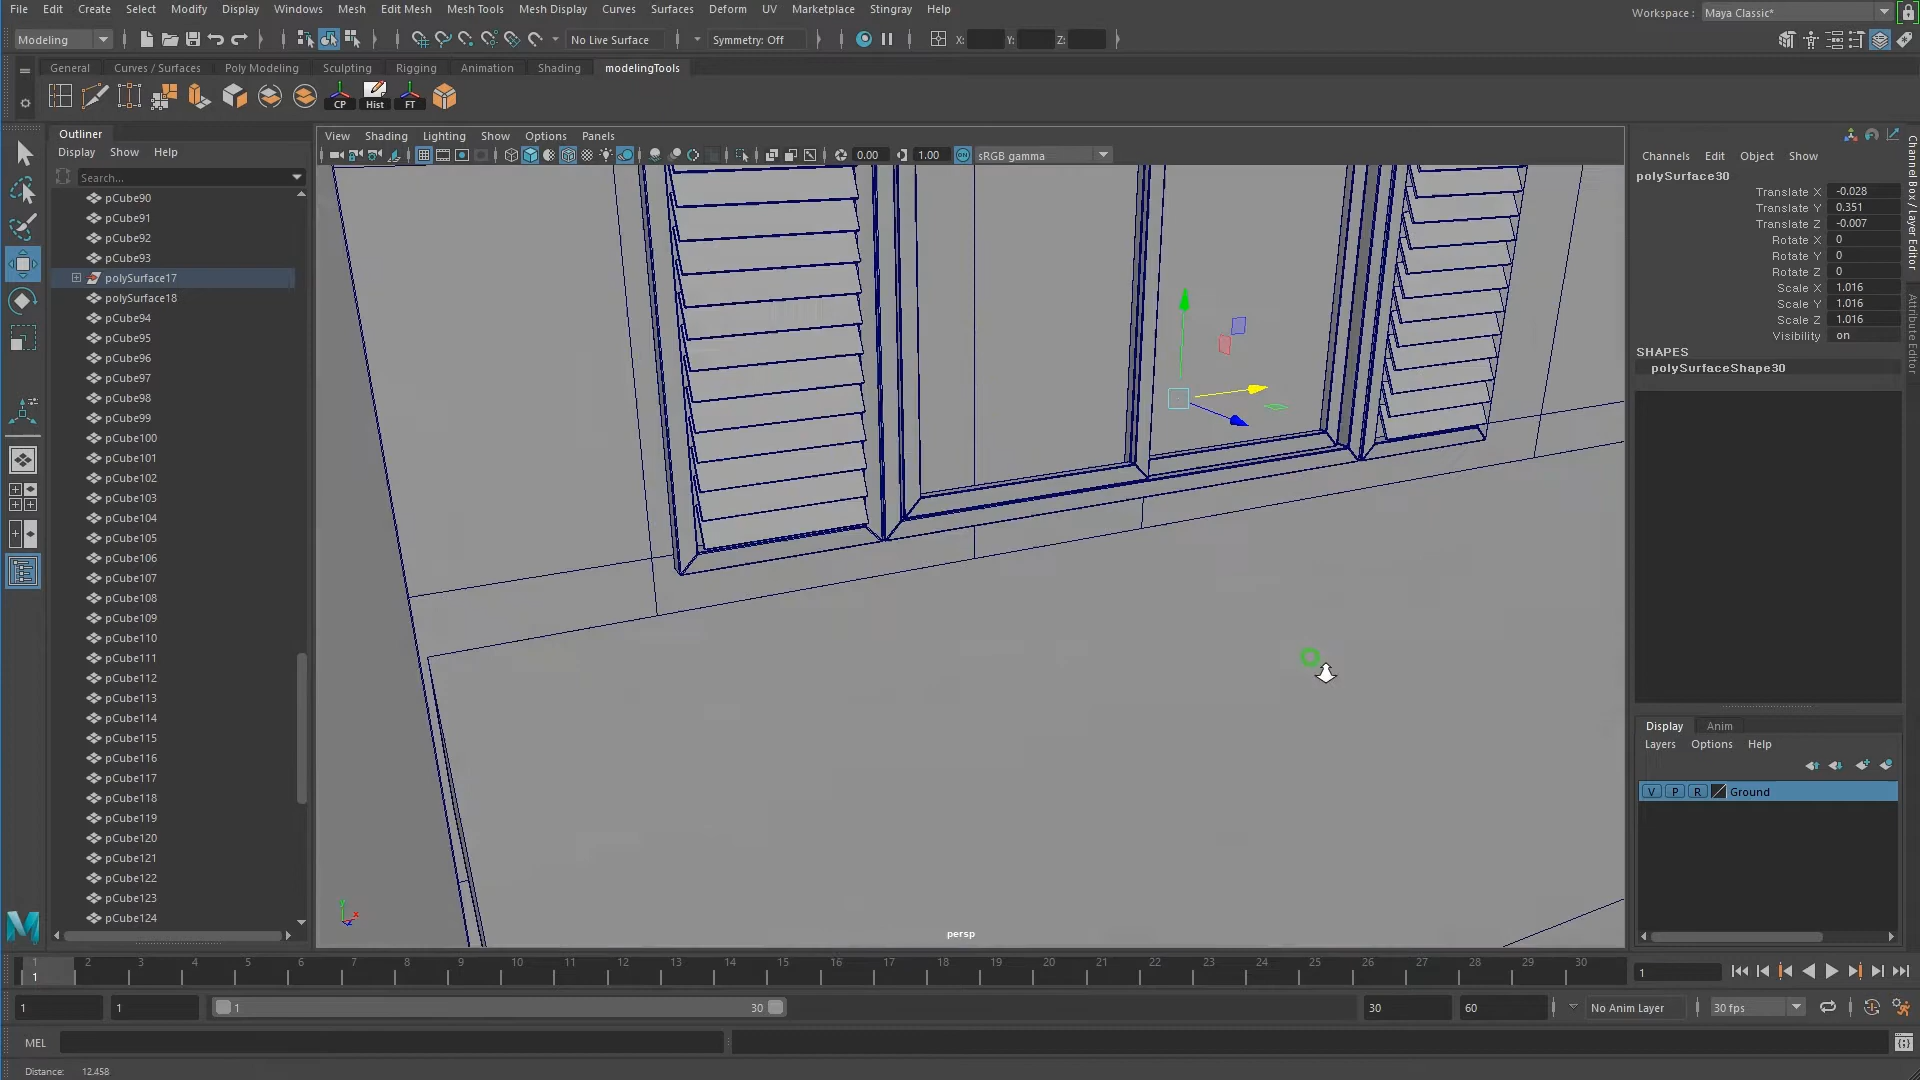 File Edit Create Select Modify Display Windows Mesh Edit Mesh Mesh Tools Mesh Display Curves Surfaces Deform UV Marketplace Stingray Help
Workspace : Maya Classic*
Modeling No Live Surface Symmetry: Off X: Y: Z:
General Curves / Surfaces Poly Modeling Sculpting Rigging Animation Shading modelingTools
CP Hist FT
Outliner
Display Show Help
Search...
pCube90
pCube91
pCube92
pCube93
polySurface17
polySurface18
pCube94
pCube95
pCube96
pCube97
pCube98
pCube99
pCube100
pCube101
pCube102
pCube103
pCube104
pCube105
pCube106
pCube107
pCube108
pCube109
pCube110
pCube111
pCube112
pCube113
pCube114
pCube115
pCube116
pCube117
pCube118
pCube119
pCube120
pCube121
pCube122
pCube123
pCube124
View Shading Lighting Show Options Panels
0.00 1.00 sRGB gamma
persp
Channels Edit Object Show
polySurface30
Translate X -0.028
Translate Y 0.351
Translate Z -0.007
Rotate X 0
Rotate Y 0
Rotate Z 0
Scale X 1.016
Scale Y 1.016
Scale Z 1.016
Visibility on
SHAPES
polySurfaceShape30
Channel Box / Layer Editor
Attribute Editor
Display Anim
Layers Options Help
V P R Ground
1 2 3 4 5 6 7 8 9 10 11 12 13 14 15 16 17 18 19 20 21 22 23 24 25 26 27 28 29 30
1 1
1 1 1 30 30 60 No Anim Layer 30 fps
MEL
Distance: 12.458